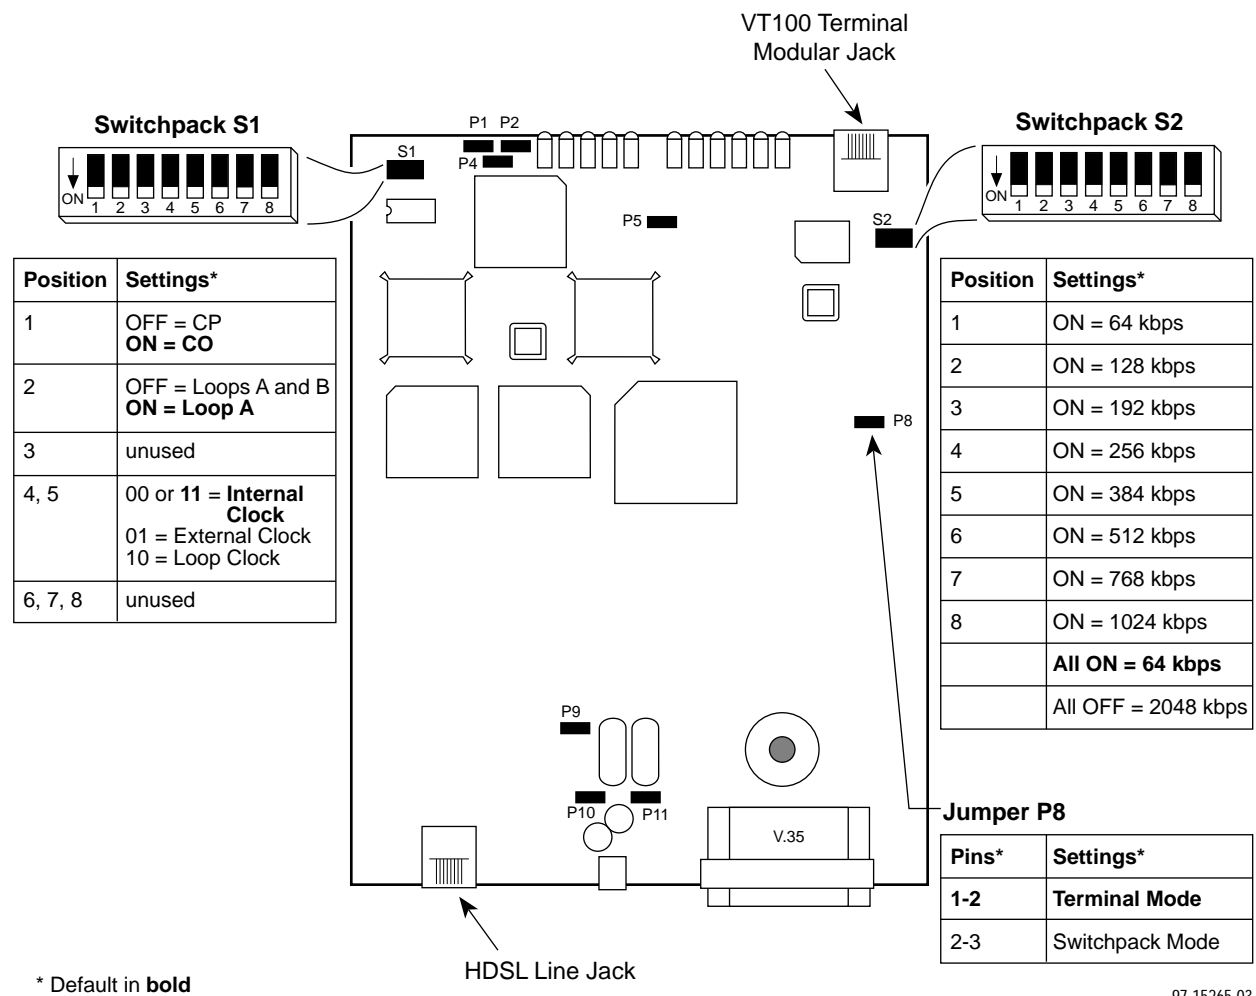 VT100 Terminal
Modular Jack
Switchpack S1
ON
1 2 3 4 5 6 7 8
Position Settings*
1 OFF = CP
ON = CO
2 OFF = Loops A and B
ON = Loop A
3 unused
4, 5 00 or 11 = Internal
Clock
01 = External Clock
10 = Loop Clock
6, 7, 8 unused
P1 P2
S1
P4
P5
S2
P8
P9
P10
P11
V.35
HDSL Line Jack
Switchpack S2
ON
1 2 3 4 5 6 7 8
Position Settings*
1 ON = 64 kbps
2 ON = 128 kbps
3 ON = 192 kbps
4 ON = 256 kbps
5 ON = 384 kbps
6 ON = 512 kbps
7 ON = 768 kbps
8 ON = 1024 kbps
All ON = 64 kbps
All OFF = 2048 kbps
Jumper P8
Pins* Settings*
1-2 Terminal Mode
2-3 Switchpack Mode
* Default in bold
97-15265-03